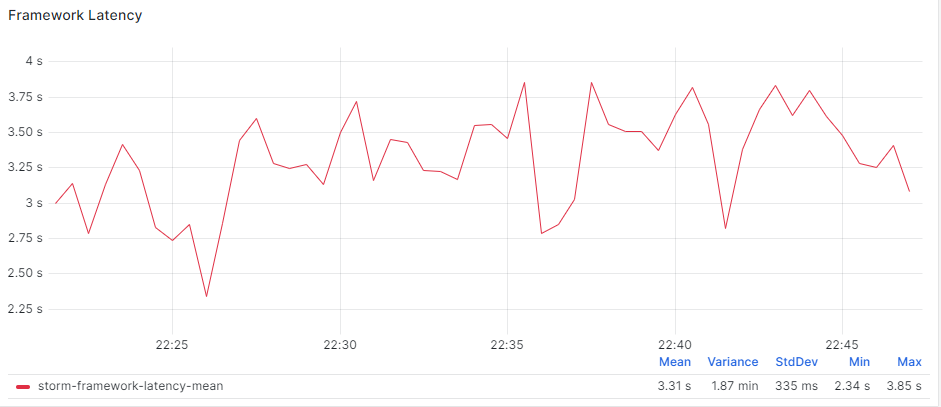 Framework Latency
4 s
3.75 s
3.50 s
3.25 s
3 s
2.75 s
2.50 s
2.25 s
22:25 22:30 22:35 22:40 22:45
Mean Variance StdDev Min Max
storm-framework-latency-mean 3.31 s 1.87 min 335 ms 2.34 s 3.85 s